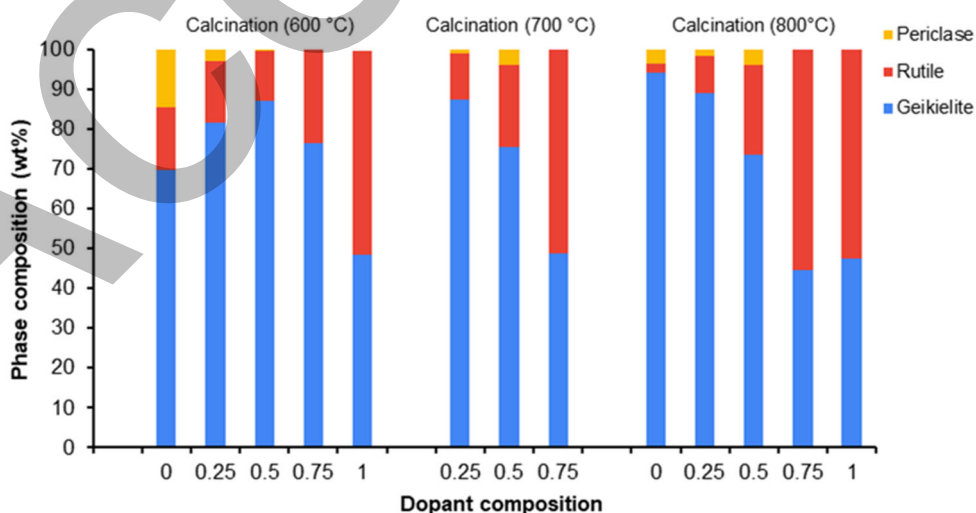 Calcination (600 °C)
Calcination (700 °C)
Calcination (800°C)
Periclase
Rutile
Geikielite
Phase composition (wt%)
100
90
80
70
60
50
40
30
20
10
0
0 0.25 0.5 0.75 1
0.25 0.5 0.75
0 0.25 0.5 0.75 1
Dopant composition